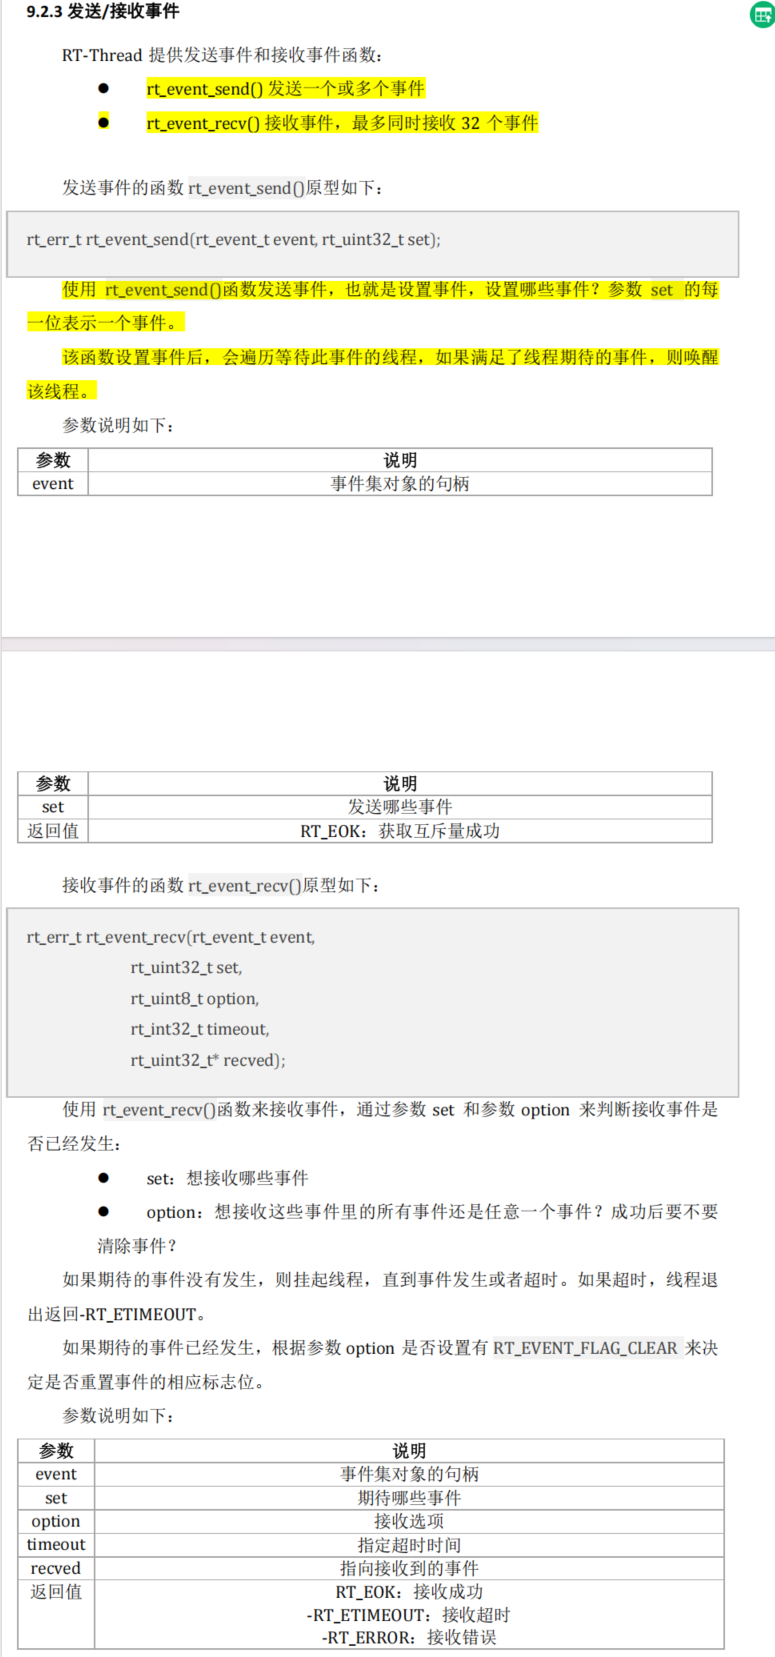 9.2.3 发送/接收事件
RT-Thread 提供发送事件和接收事件函数：
● rt_event_send() 发送一个或多个事件
● rt_event_recv() 接收事件，最多同时接收 32 个事件
发送事件的函数 rt_event_send()原型如下：
rt_err_t rt_event_send(rt_event_t event, rt_uint32_t set);
使用 rt_event_send()函数发送事件，也就是设置事件，设置哪些事件？参数 set 的每
一位表示一个事件。
该函数设置事件后，会遍历等待此事件的线程，如果满足了线程期待的事件，则唤醒
该线程。
参数说明如下：
参数 说明
event 事件集对象的句柄
参数 说明
set 发送哪些事件
返回值 RT_EOK：获取互斥量成功
接收事件的函数 rt_event_recv()原型如下：
rt_err_t rt_event_recv(rt_event_t event,
rt_uint32_t set,
rt_uint8_t option,
rt_int32_t timeout,
rt_uint32_t* recved);
使用 rt_event_recv()函数来接收事件，通过参数 set 和参数 option 来判断接收事件是
否已经发生：
● set：想接收哪些事件
● option：想接收这些事件里的所有事件还是任意一个事件？成功后要不要
清除事件？
如果期待的事件没有发生，则挂起线程，直到事件发生或者超时。如果超时，线程退
出返回-RT_ETIMEOUT。
如果期待的事件已经发生，根据参数 option 是否设置有 RT_EVENT_FLAG_CLEAR 来决
定是否重置事件的相应标志位。
参数说明如下：
参数 说明
event 事件集对象的句柄
set 期待哪些事件
option 接收选项
timeout 指定超时时间
recved 指向接收到的事件
返回值 RT_EOK：接收成功
-RT_ETIMEOUT：接收超时
-RT_ERROR：接收错误